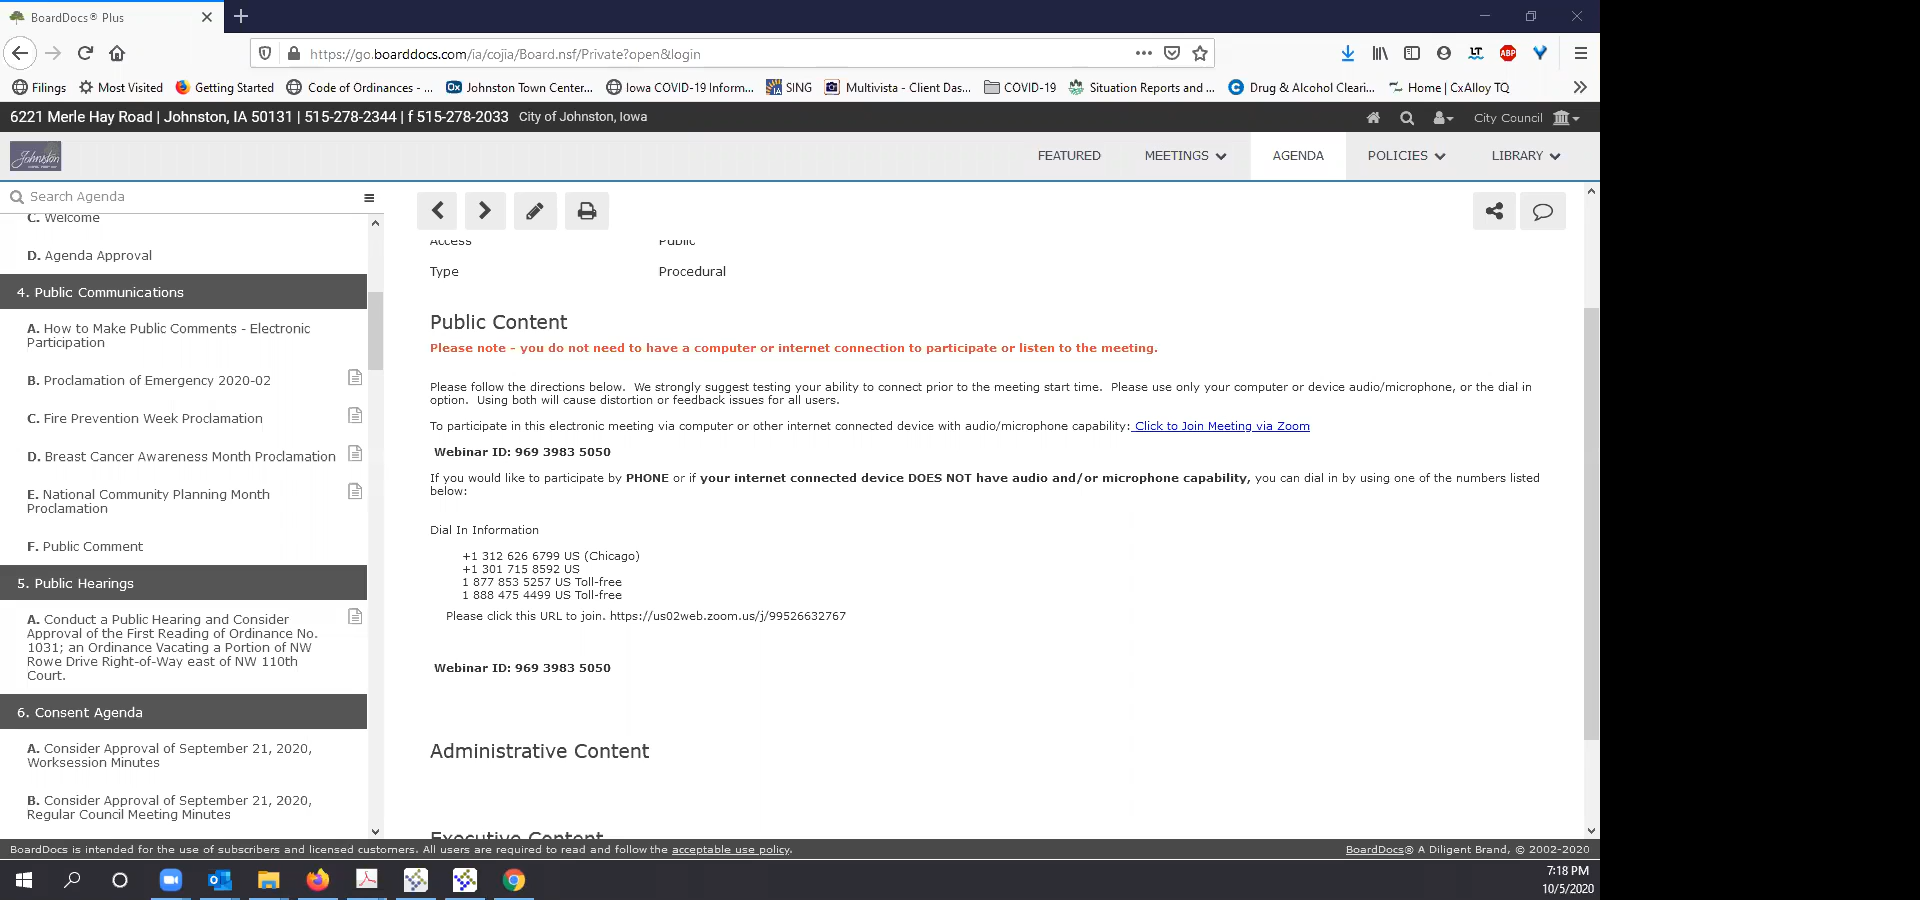 BoardDocs® Plus
https://go.boarddocs.com/ia/cojia/Board.nsf/Private?open&login
Filings
Most Visited
Getting Started
Code of Ordinances - ...
Johnston Town Center...
Iowa COVID-19 Inform...
SING
Multivista - Client Das...
COVID-19
Situation Reports and ...
Drug & Alcohol Cleari...
Home | CxAlloy TQ
6221 Merle Hay Road | Johnston, IA 50131 | 515-278-2344 | f 515-278-2033 City of Johnston, Iowa
City Council
Johnston
FEATURED
MEETINGS
AGENDA
POLICIES
LIBRARY
Search Agenda
C. Welcome
D. Agenda Approval
4. Public Communications
A. How to Make Public Comments - Electronic
Participation
B. Proclamation of Emergency 2020-02
C. Fire Prevention Week Proclamation
D. Breast Cancer Awareness Month Proclamation
E. National Community Planning Month
Proclamation
F. Public Comment
5. Public Hearings
A. Conduct a Public Hearing and Consider
Approval of the First Reading of Ordinance No.
1031; an Ordinance Vacating a Portion of NW
Rowe Drive Right-of-Way east of NW 110th
Court.
6. Consent Agenda
A. Consider Approval of September 21, 2020,
Worksession Minutes
B. Consider Approval of September 21, 2020,
Regular Council Meeting Minutes
Access Public
Type Procedural
Public Content
Please note - you do not need to have a computer or internet connection to participate or listen to the meeting.
Please follow the directions below. We strongly suggest testing your ability to connect prior to the meeting start time. Please use only your computer or device audio/microphone, or the dial in
option. Using both will cause distortion or feedback issues for all users.
To participate in this electronic meeting via computer or other internet connected device with audio/microphone capability: Click to Join Meeting via Zoom
Webinar ID: 969 3983 5050
If you would like to participate by PHONE or if your internet connected device DOES NOT have audio and/or microphone capability, you can dial in by using one of the numbers listed
below:
Dial In Information
+1 312 626 6799 US (Chicago)
+1 301 715 8592 US
1 877 853 5257 US Toll-free
1 888 475 4499 US Toll-free
Please click this URL to join. https://us02web.zoom.us/j/99526632767
Webinar ID: 969 3983 5050
Administrative Content
Executive Content
BoardDocs is intended for the use of subscribers and licensed customers. All users are required to read and follow the acceptable use policy.
BoardDocs® A Diligent Brand, © 2002-2020
7:18 PM
10/5/2020